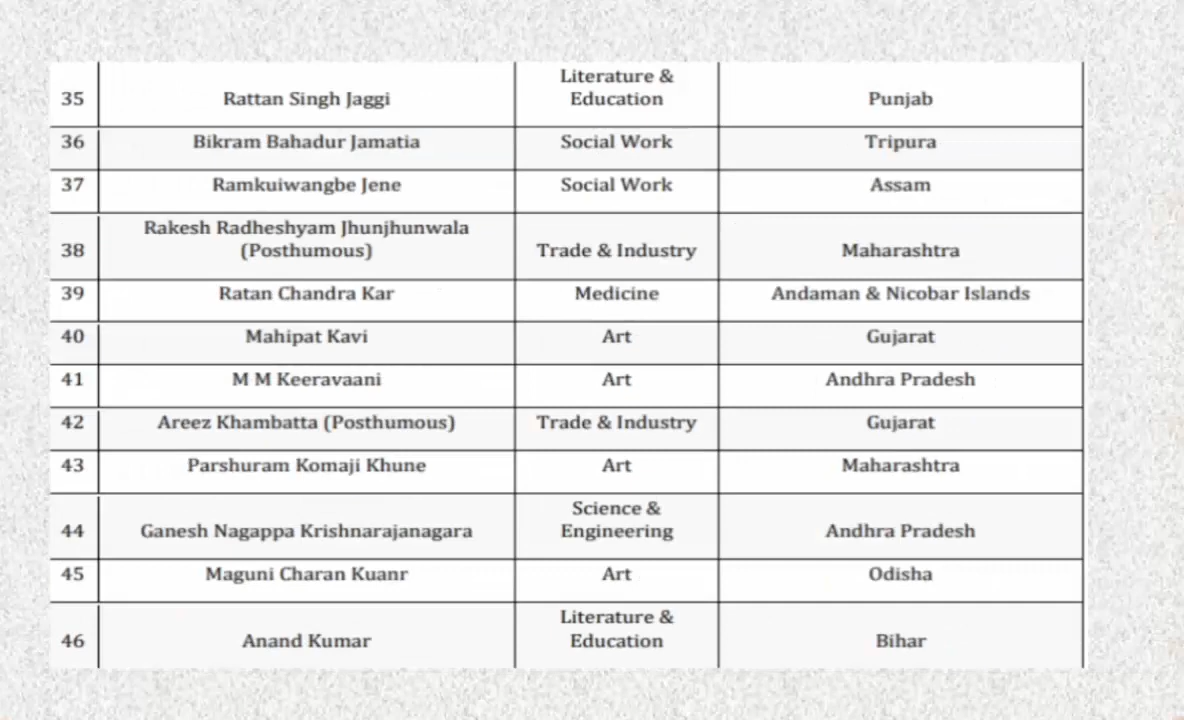 35 Rattan Singh Jaggi Literature & Education Punjab
36 Bikram Bahadur Jamatia Social Work Tripura
37 Ramkuiwangbe Jene Social Work Assam
38 Rakesh Radheshyam Jhunjhunwala (Posthumous) Trade & Industry Maharashtra
39 Ratan Chandra Kar Medicine Andaman & Nicobar Islands
40 Mahipat Kavi Art Gujarat
41 M M Keeravaani Art Andhra Pradesh
42 Areez Khambatta (Posthumous) Trade & Industry Gujarat
43 Parshuram Komaji Khune Art Maharashtra
44 Ganesh Nagappa Krishnarajanagara Science & Engineering Andhra Pradesh
45 Maguni Charan Kuanr Art Odisha
46 Anand Kumar Literature & Education Bihar